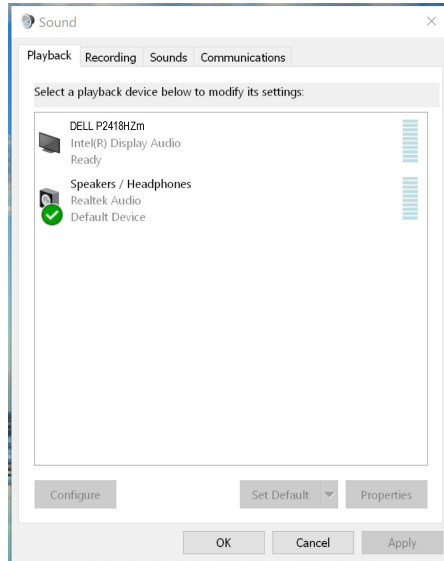 Sound
Playback Recording Sounds Communications
Select a playback device below to modify its settings:
DELL P2418HZm
Intel(R) Display Audio
Ready
Speakers / Headphones
Realtek Audio
Default Device
Configure Set Default Properties
OK Cancel Apply